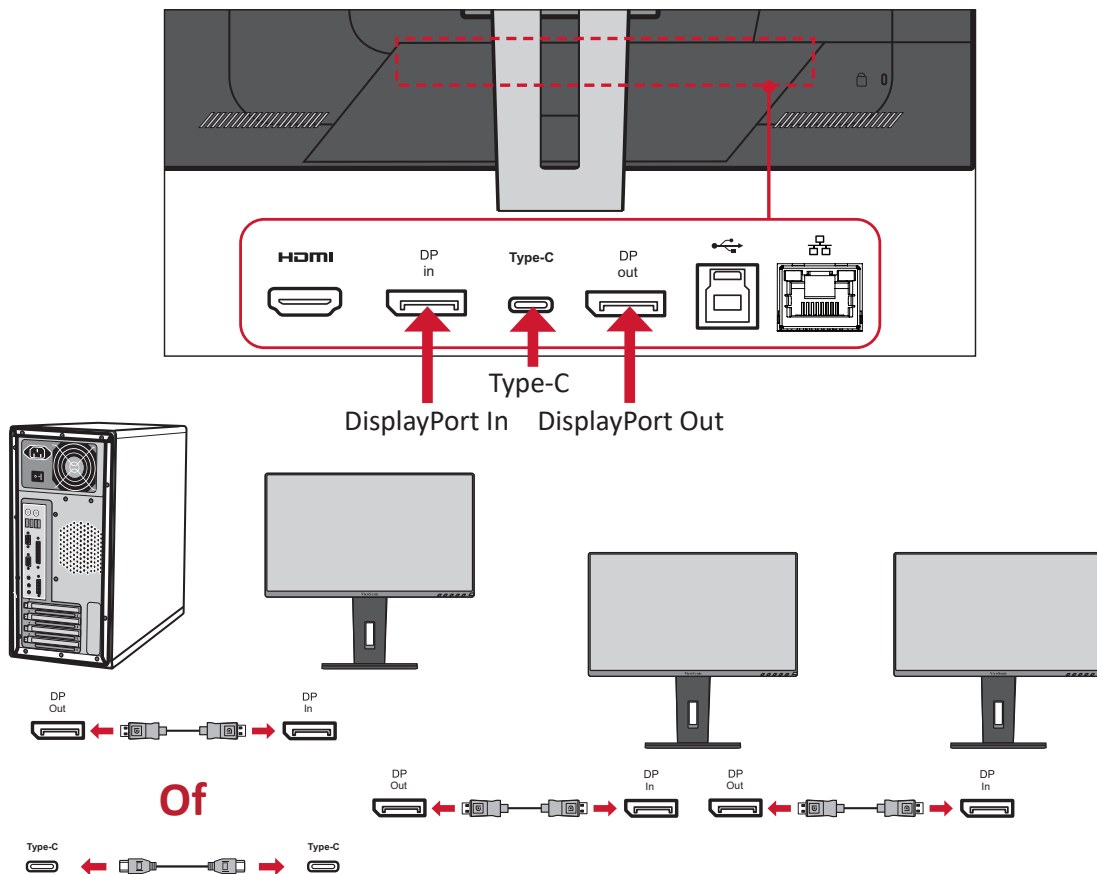 HDMI
DP
in
Type-C
DP
out
Type-C
DisplayPort In
DisplayPort Out
DP
Out
DP
In
Of
Type-C
Type-C
DP
Out
DP
In
DP
Out
DP
In